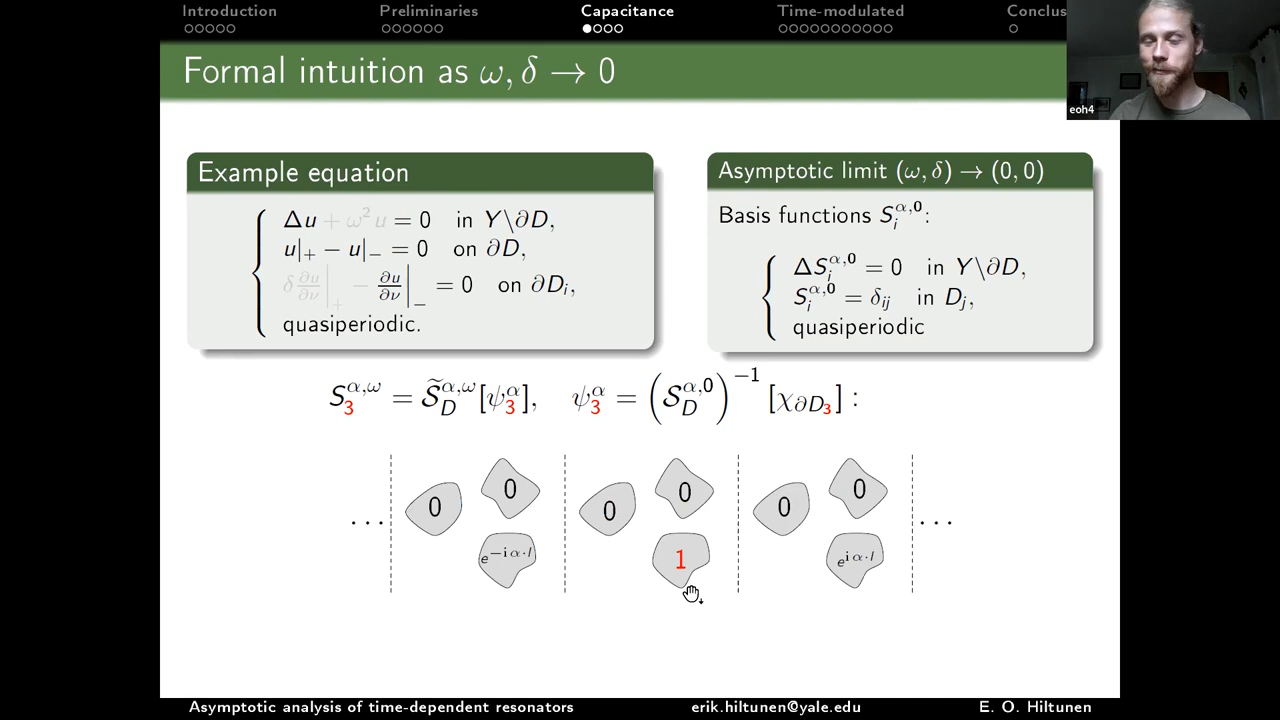 Introduction Preliminaries Capacitance Time-modulated Conclus
Formal intuition as ω, δ → 0
eoh4
Example equation
Δu + ω²u = 0 in Y\∂D,
u|₊ − u|₋ = 0 on ∂D,
δ ∂u/∂ν|₊ − ∂u/∂ν|₋ = 0 on ∂Dᵢ,
quasiperiodic.
Asymptotic limit (ω, δ) → (0, 0)
Basis functions Sᵢ^{α,0}:
ΔSᵢ^{α,0} = 0 in Y\∂D,
Sᵢ^{α,0} = δᵢⱼ in Dⱼ,
quasiperiodic
S₃^{α,ω} = S̃_D^{α,ω}[ψ₃^α], ψ₃^α = (S_D^{α,0})^{−1}[χ_{∂D₃}] :
0 0 0 0 0 0
... e^{−iα·l} 1 e^{iα·l} ...
Asymptotic analysis of time-dependent resonators erik.hiltunen@yale.edu E. O. Hiltunen